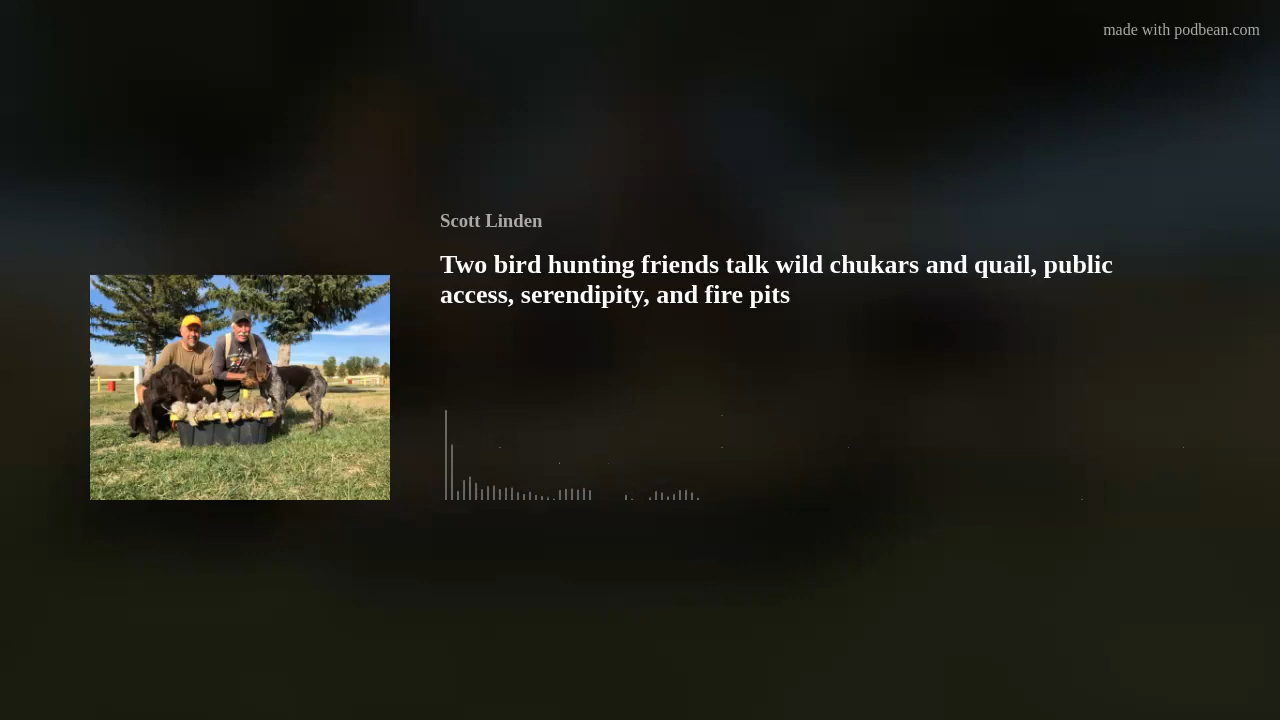 made with podbean.com
Scott Linden
Two bird hunting friends talk wild chukars and quail, public
access, serendipity, and fire pits